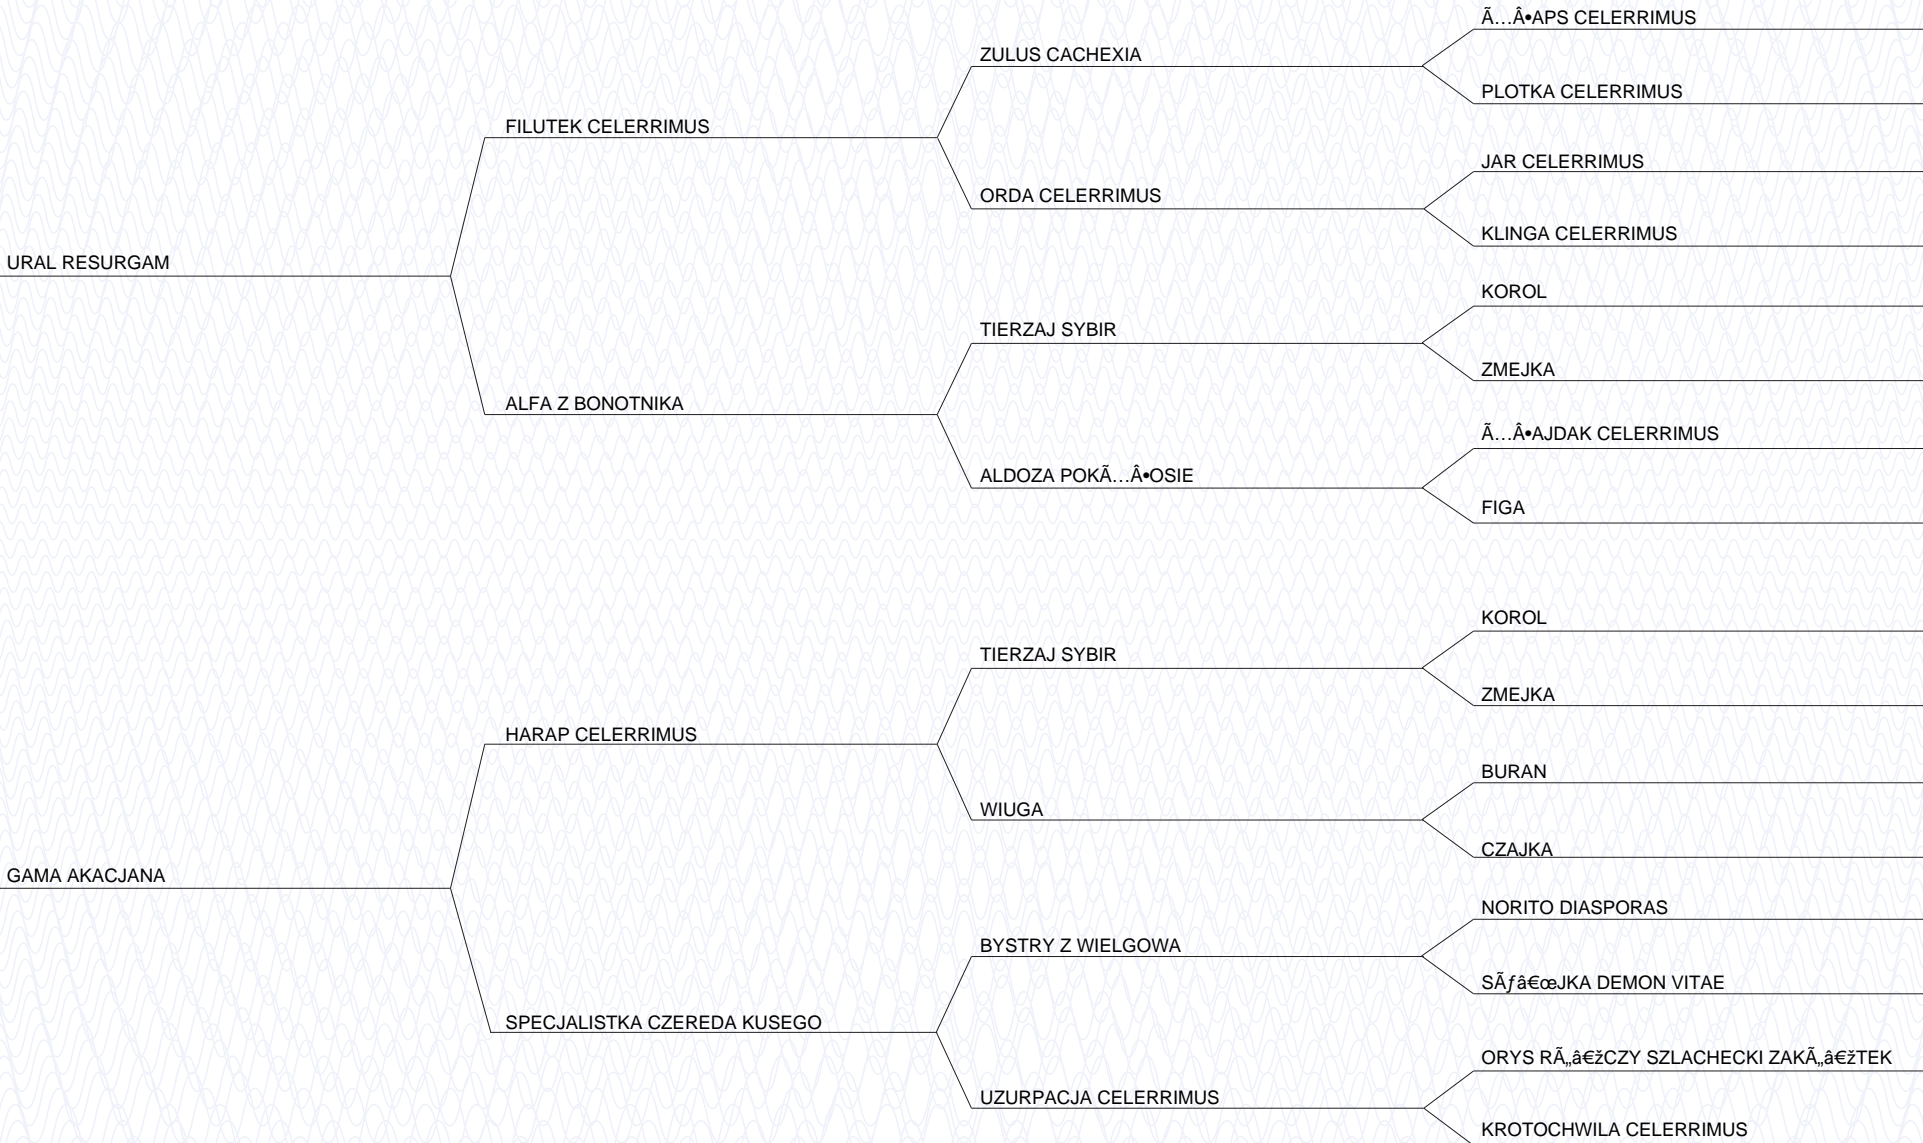 Ã…Â•APS CELERRIMUS
ZULUS CACHEXIA
PLOTKA CELERRIMUS
FILUTEK CELERRIMUS
JAR CELERRIMUS
ORDA CELERRIMUS
KLINGA CELERRIMUS
URAL RESURGAM
KOROL
TIERZAJ SYBIR
ZMEJKA
ALFA Z BONOTNIKA
Ã…Â•AJDAK CELERRIMUS
ALDOZA POKÃ…Â•OSIE
FIGA
KOROL
TIERZAJ SYBIR
ZMEJKA
HARAP CELERRIMUS
BURAN
WIUGA
CZAJKA
GAMA AKACJANA
NORITO DIASPORAS
BYSTRY Z WIELGOWA
SÃƒâ€œJKA DEMON VITAE
SPECJALISTKA CZEREDA KUSEGO
ORYS RÃ„â€žCZY SZLACHECKI ZAKÃ„â€žTEK
UZURPACJA CELERRIMUS
KROTOCHWILA CELERRIMUS